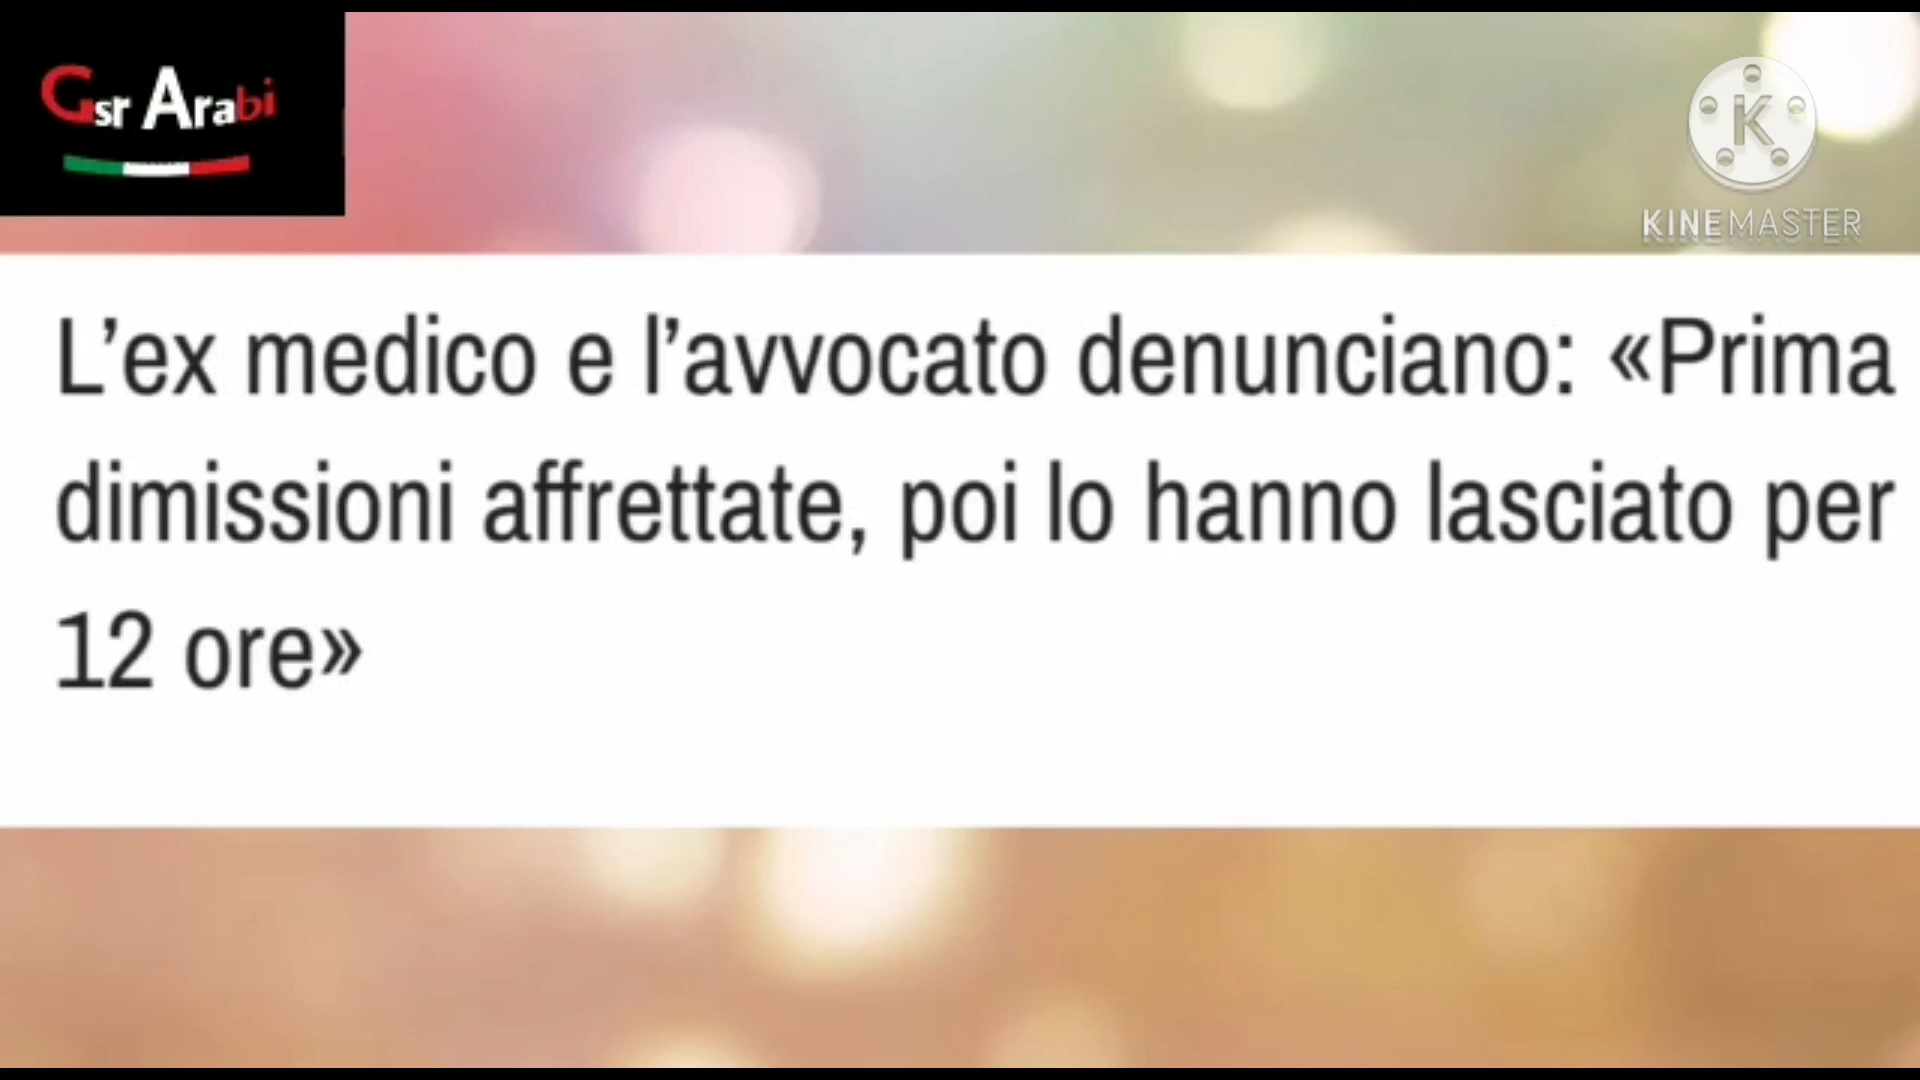 Gsr Arabi
K
KINEMASTER
L’ex medico e l’avvocato denunciano: «Prima
dimissioni affrettate, poi lo hanno lasciato per
12 ore»